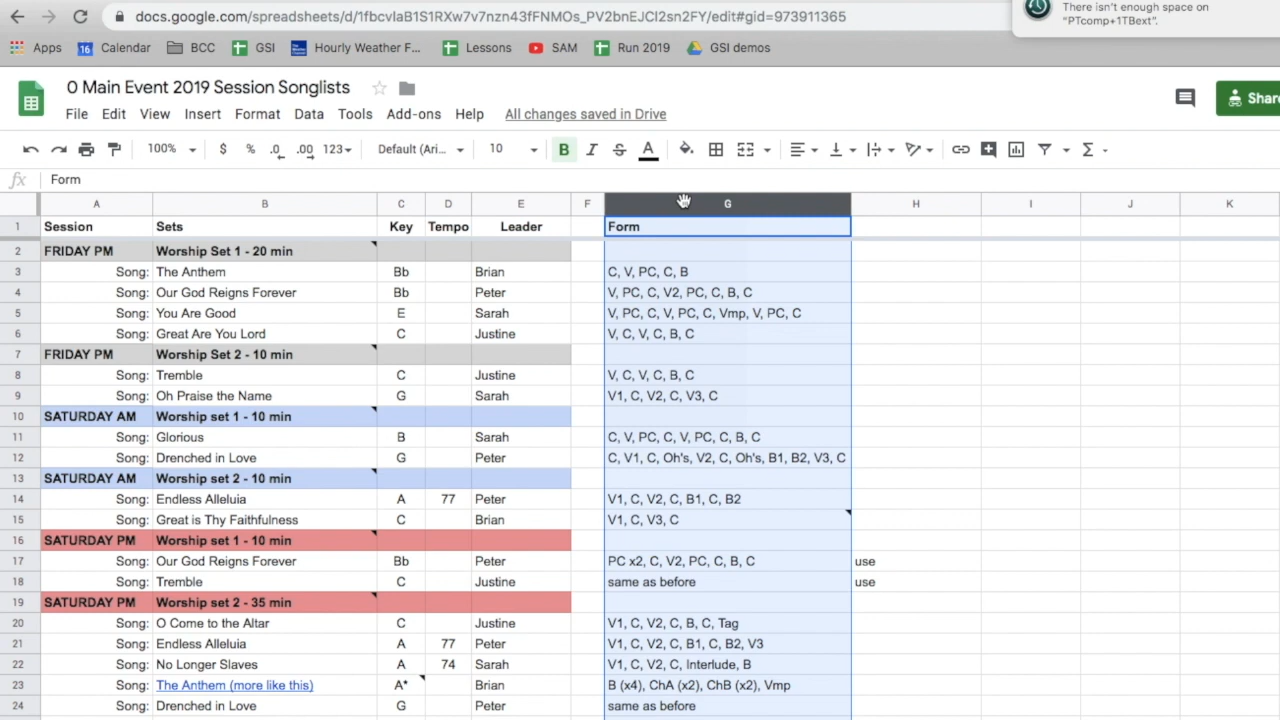 docs.google.com/spreadsheets/d/1fbcvlaB1S1RXw7v7nzn43fFNMOs_PV2bnEJCl2sn2FY/edit#gid=973911365
There isn't enough space on
"PTcomp+1TBext".
Apps 16 Calendar BCC GSI Hourly Weather F... Lessons SAM Run 2019 GSI demos
0 Main Event 2019 Session Songlists
File Edit View Insert Format Data Tools Add-ons Help All changes saved in Drive
Share
100% $ % .0 .00 123 Default (Ari... 10 B I S A Σ
fx Form
A B C D E F G H I J K
1 Session Sets Key Tempo Leader Form
2 FRIDAY PM Worship Set 1 - 20 min
3 Song: The Anthem Bb Brian C, V, PC, C, B
4 Song: Our God Reigns Forever Bb Peter V, PC, C, V2, PC, C, B, C
5 Song: You Are Good E Sarah V, PC, C, V, PC, C, Vmp, V, PC, C
6 Song: Great Are You Lord C Justine V, C, V, C, B, C
7 FRIDAY PM Worship Set 2 - 10 min
8 Song: Tremble C Justine V, C, V, C, B, C
9 Song: Oh Praise the Name G Sarah V1, C, V2, C, V3, C
10 SATURDAY AM Worship set 1 - 10 min
11 Song: Glorious B Sarah C, V, PC, C, V, PC, C, B, C
12 Song: Drenched in Love G Peter C, V1, C, Oh's, V2, C, Oh's, B1, B2, V3, C
13 SATURDAY AM Worship set 2 - 10 min
14 Song: Endless Alleluia A 77 Peter V1, C, V2, C, B1, C, B2
15 Song: Great is Thy Faithfulness C Brian V1, C, V3, C
16 SATURDAY PM Worship set 1 - 10 min
17 Song: Our God Reigns Forever Bb Peter PC x2, C, V2, PC, C, B, C use
18 Song: Tremble C Justine same as before use
19 SATURDAY PM Worship set 2 - 35 min
20 Song: O Come to the Altar C Justine V1, C, V2, C, B, C, Tag
21 Song: Endless Alleluia A 77 Peter V1, C, V2, C, B1, C, B2, V3
22 Song: No Longer Slaves A 74 Sarah V1, C, V2, C, Interlude, B
23 Song: The Anthem (more like this) A* Brian B (x4), ChA (x2), ChB (x2), Vmp
24 Song: Drenched in Love G Peter same as before